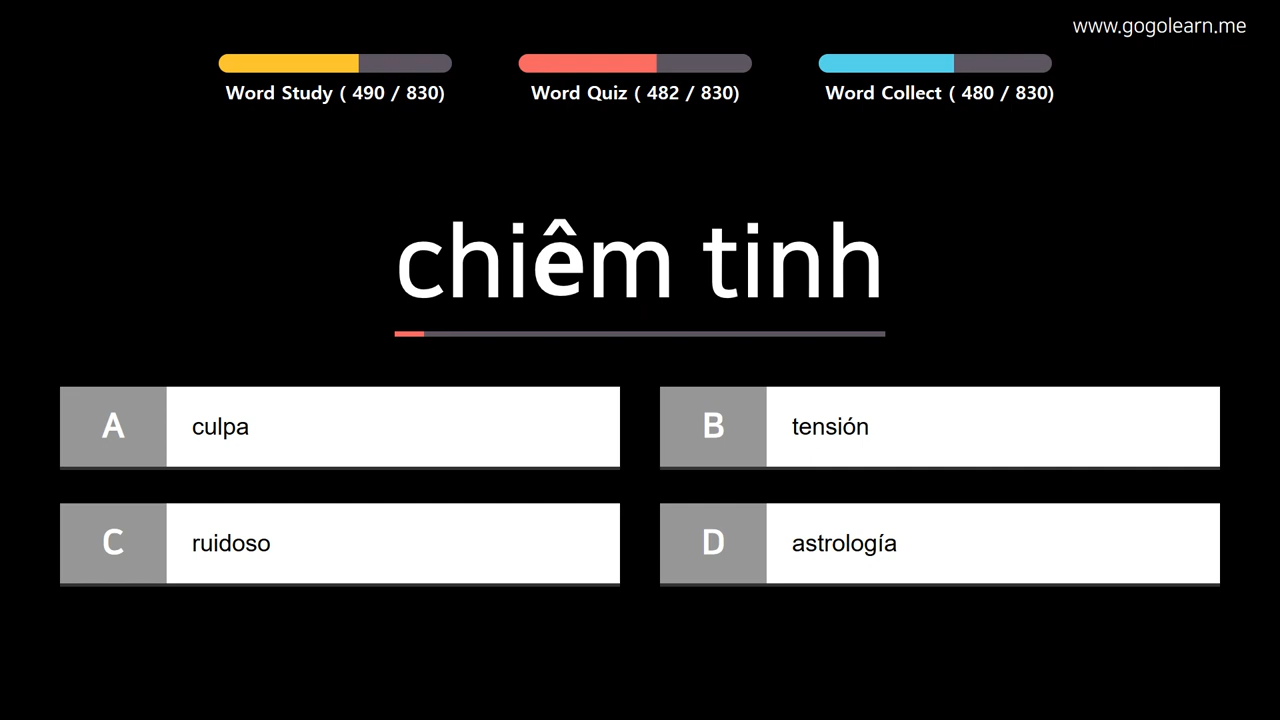 www.gogolearn.me
Word Study ( 490 / 830)
Word Quiz ( 482 / 830)
Word Collect ( 480 / 830)
chiêm tinh
A culpa
B tensión
C ruidoso
D astrología